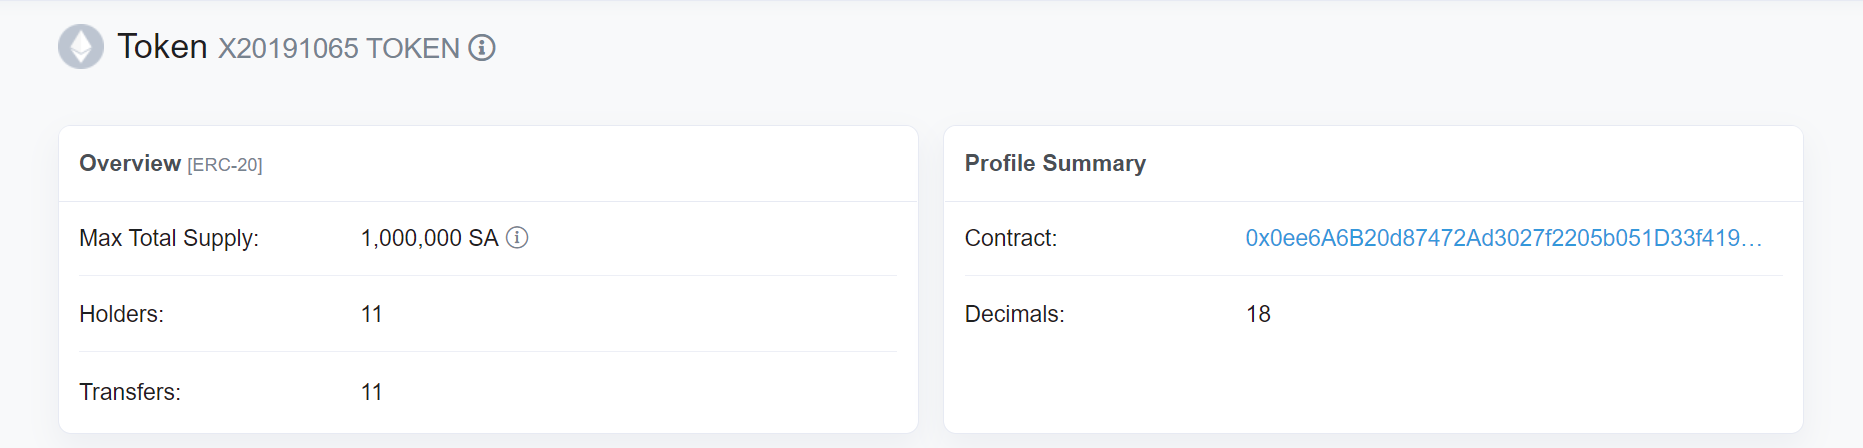 Token X20191065 TOKEN
Overview [ERC-20]
Max Total Supply: 1,000,000 SA
Holders: 11
Transfers: 11
Profile Summary
Contract: 0x0ee6A6B20d87472Ad3027f2205b051D33f419...
Decimals: 18